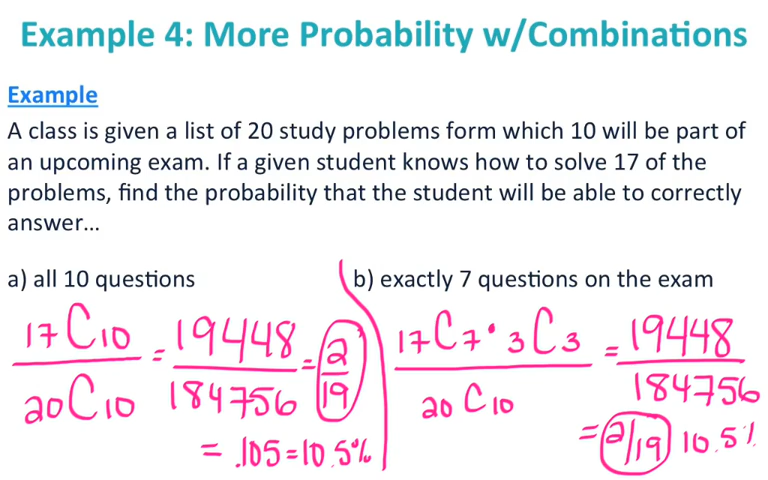 Example 4: More Probability w/Combinations
Example
A class is given a list of 20 study problems form which 10 will be part of
an upcoming exam. If a given student knows how to solve 17 of the
problems, find the probability that the student will be able to correctly
answer...
a) all 10 questions
17C10/20C10 = 19448/184756 = 2/19
= .105 = 10.5%
b) exactly 7 questions on the exam
17C7 • 3C3/20C10 = 19448/184756
= 2/19 10.5%